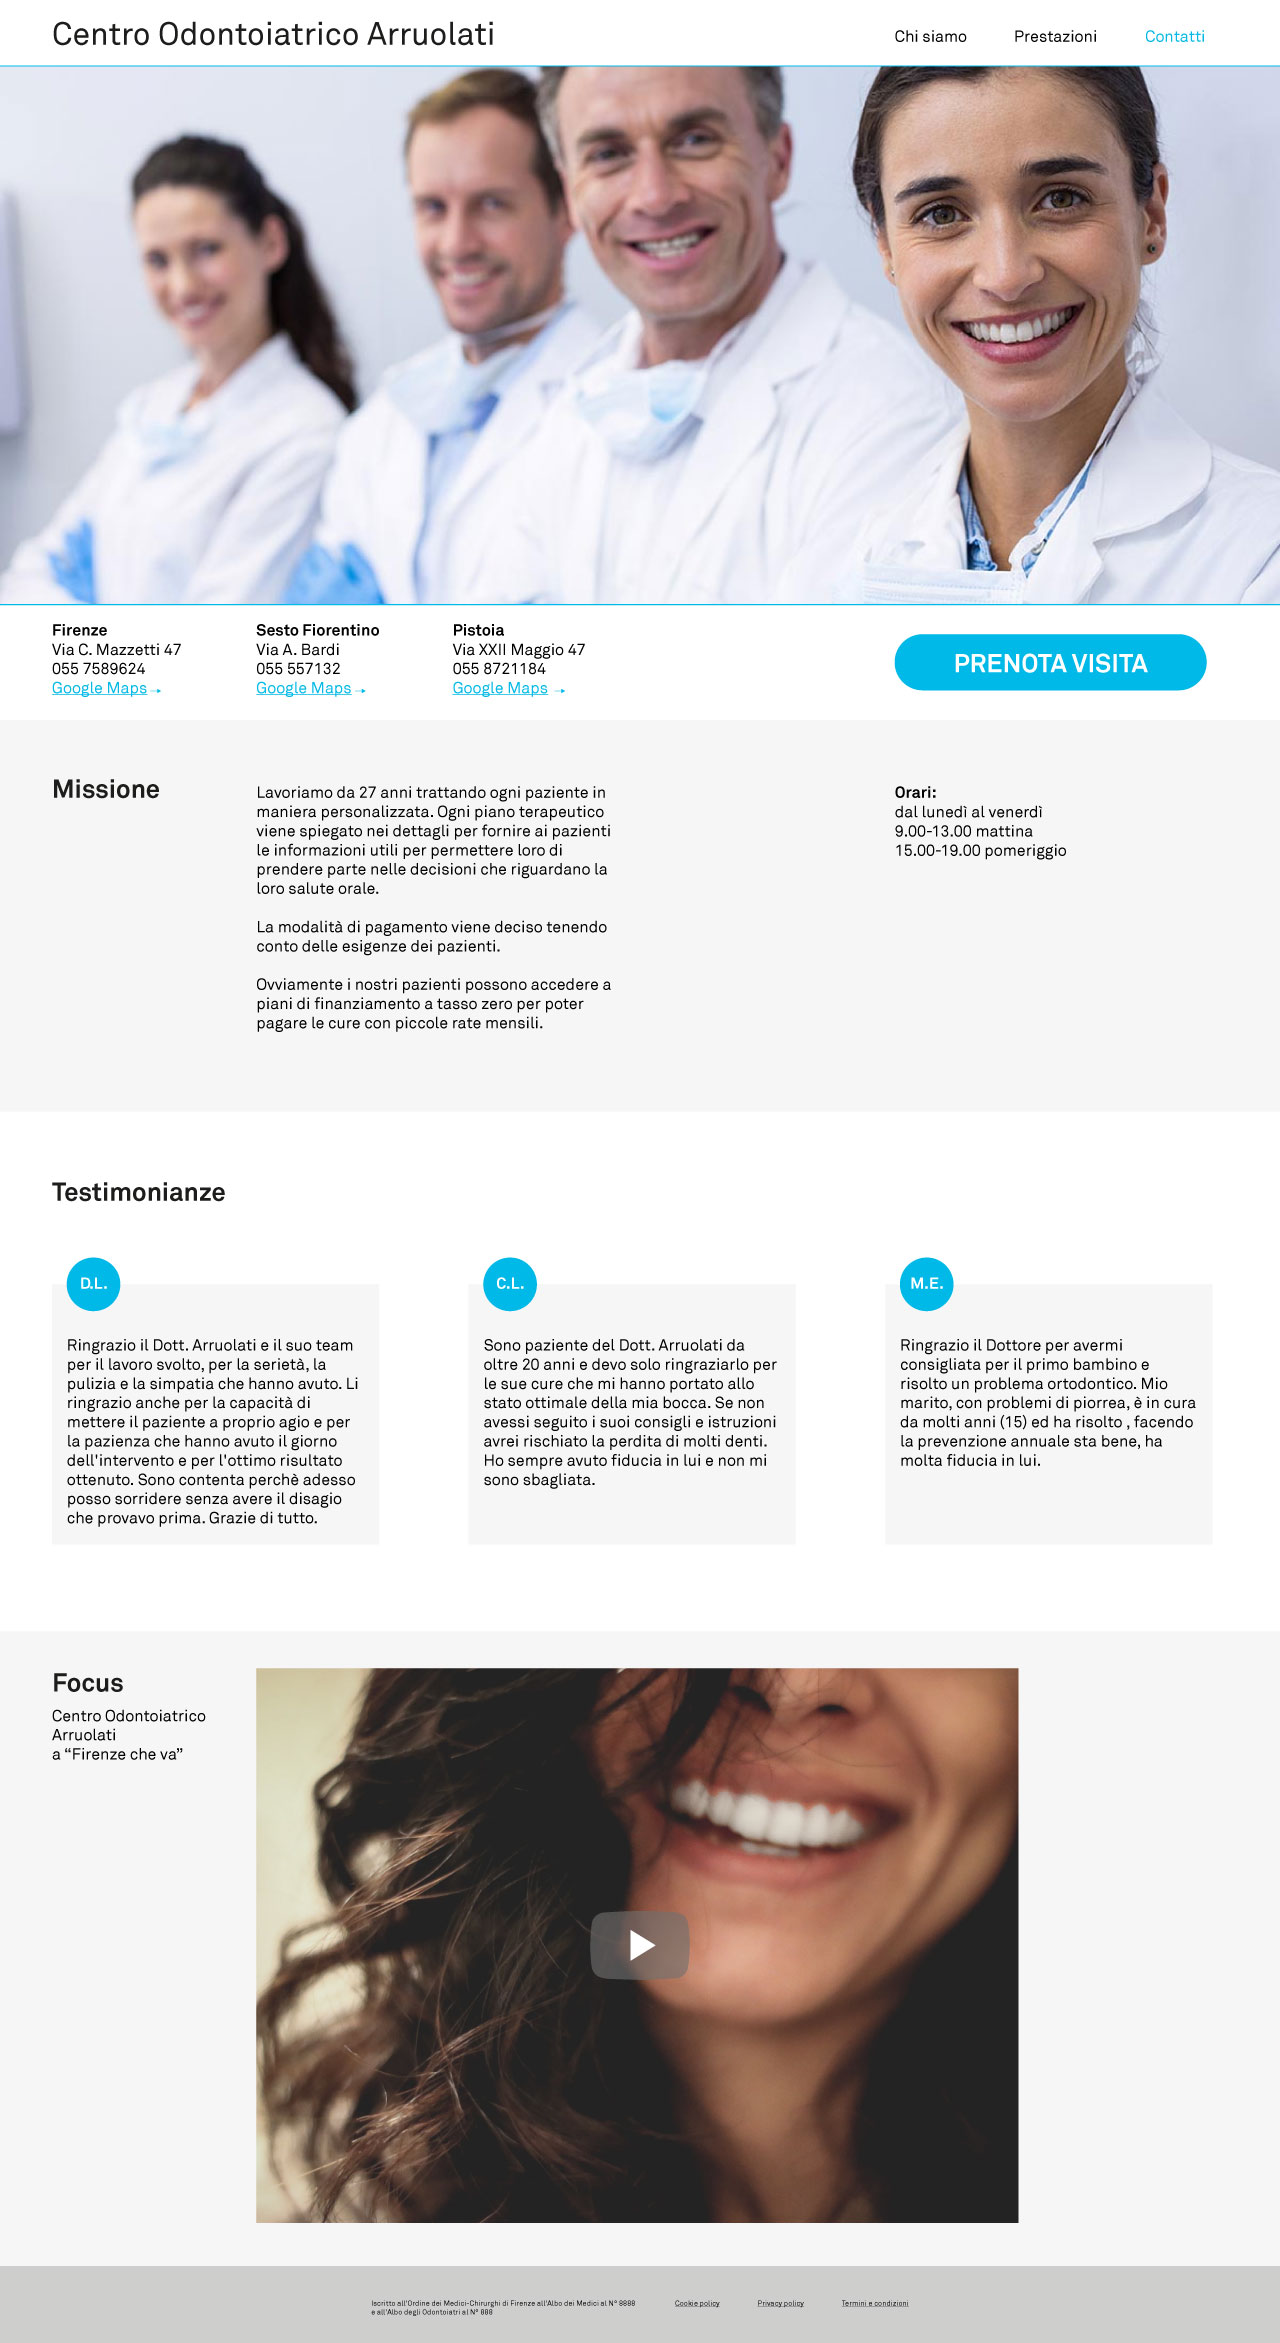 Centro Odontoiatrico Arruolati
Chi siamo
Prestazioni
Contatti
Firenze
Via C. Mazzetti 47
055 7589624
Google Maps
Sesto Fiorentino
Via A. Bardi
055 557132
Google Maps
Pistoia
Via XXII Maggio 47
055 8721184
Google Maps
PRENOTA VISITA
Missione
Lavoriamo da 27 anni trattando ogni paziente in
maniera personalizzata. Ogni piano terapeutico
viene spiegato nei dettagli per fornire ai pazienti
le informazioni utili per permettere loro di
prendere parte nelle decisioni che riguardano la
loro salute orale.
La modalità di pagamento viene deciso tenendo
conto delle esigenze dei pazienti.
Ovviamente i nostri pazienti possono accedere a
piani di finanziamento a tasso zero per poter
pagare le cure con piccole rate mensili.
Orari:
dal lunedì al venerdì
9.00-13.00 mattina
15.00-19.00 pomeriggio
Testimonianze
D.L.
Ringrazio il Dott. Arruolati e il suo team
per il lavoro svolto, per la serietà, la
pulizia e la simpatia che hanno avuto. Li
ringrazio anche per la capacità di
mettere il paziente a proprio agio e per
la pazienza che hanno avuto il giorno
dell'intervento e per l'ottimo risultato
ottenuto. Sono contenta perchè adesso
posso sorridere senza avere il disagio
che provavo prima. Grazie di tutto.
C.L.
Sono paziente del Dott. Arruolati da
oltre 20 anni e devo solo ringraziarlo per
le sue cure che mi hanno portato allo
stato ottimale della mia bocca. Se non
avessi seguito i suoi consigli e istruzioni
avrei rischiato la perdita di molti denti.
Ho sempre avuto fiducia in lui e non mi
sono sbagliata.
M.E.
Ringrazio il Dottore per avermi
consigliata per il primo bambino e
risolto un problema ortodontico. Mio
marito, con problemi di piorrea, è in cura
da molti anni (15) ed ha risolto , facendo
la prevenzione annuale sta bene, ha
molta fiducia in lui.
Focus
Centro Odontoiatrico
Arruolati
a “Firenze che va”
Iscritto all'Ordine dei Medici-Chirurghi di Firenze all'Albo dei Medici al N° 8888
e all'Albo degli Odontoiatri al N° 888
Cookie policy
Privacy policy
Termini e condizioni